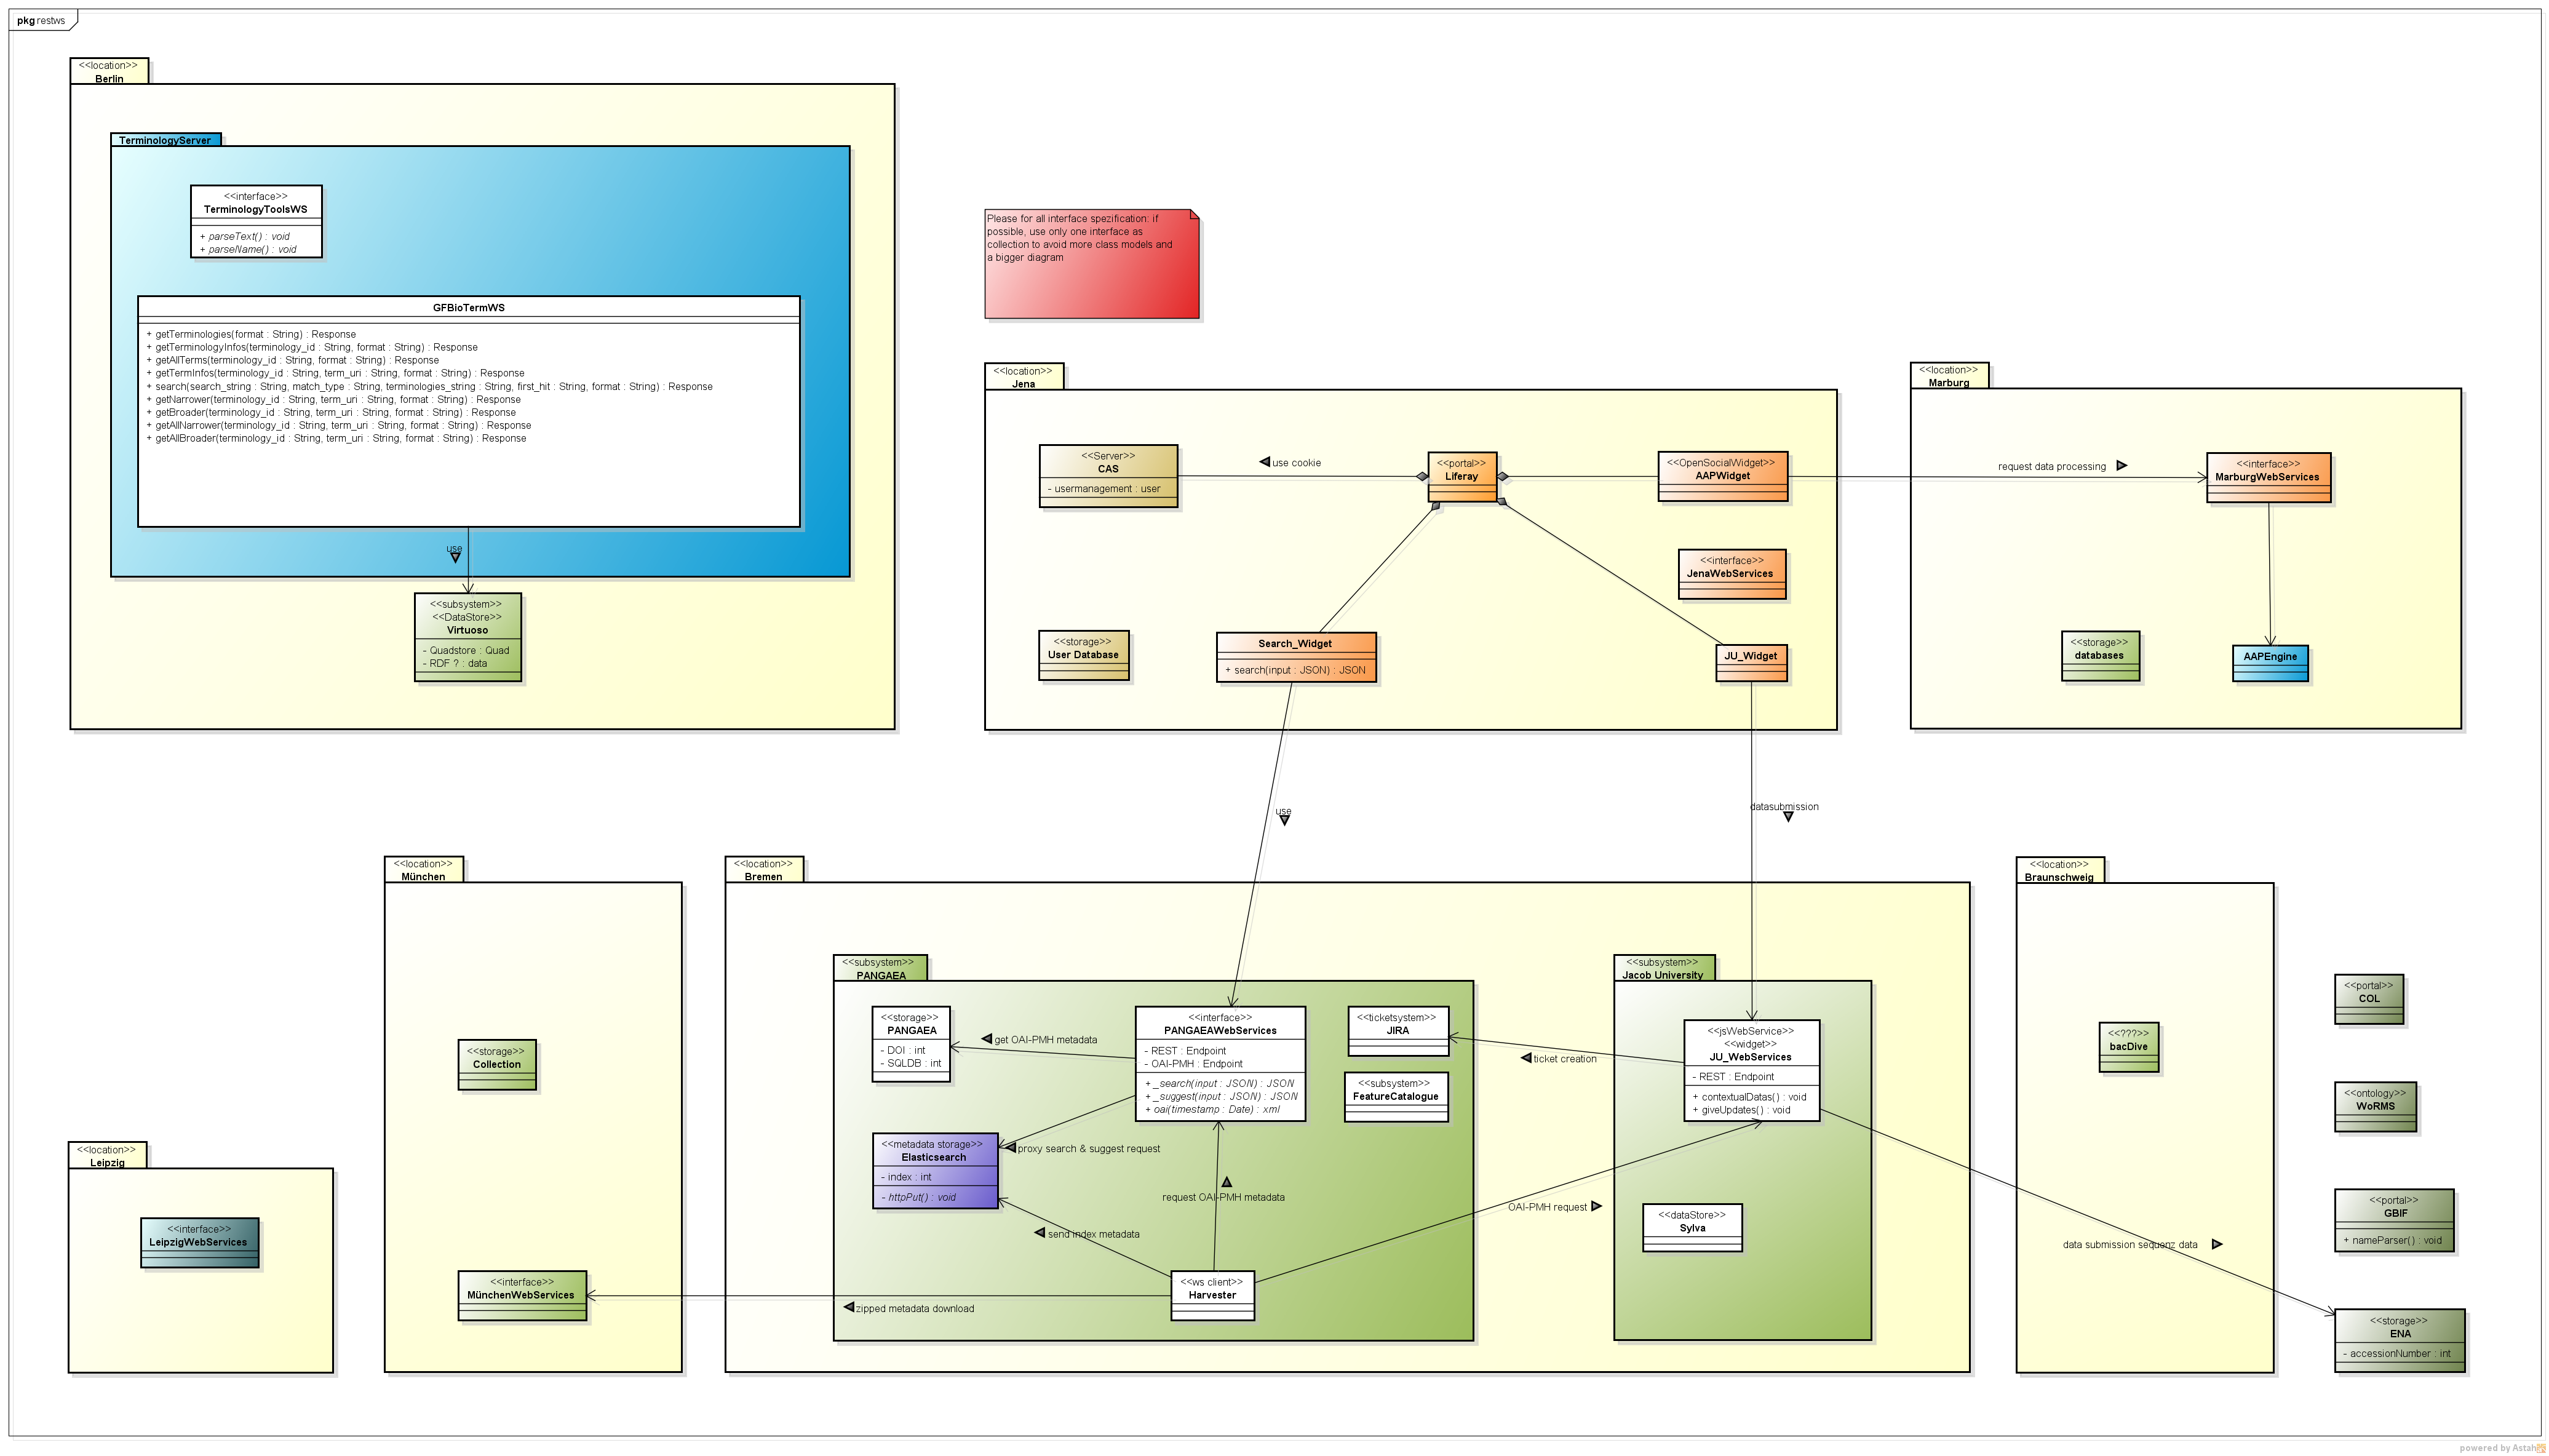 pkg restws
<<location>>
Berlin
TerminologyServer
<<interface>>
TerminologyToolsWS
+ parseText() : void
+ parseName() : void
GFBioTermWS
+ getTerminologies(format : String) : Response
+ getTerminologyInfos(terminology_id : String, format : String) : Response
+ getAllTerms(terminology_id : String, format : String) : Response
+ getTermInfos(terminology_id : String, term_uri : String, format : String) : Response
+ search(search_string : String, match_type : String, terminologies_string : String, first_hit : String, format : String) : Response
+ getNarrower(terminology_id : String, term_uri : String, format : String) : Response
+ getBroader(terminology_id : String, term_uri : String, format : String) : Response
+ getAllNarrower(terminology_id : String, term_uri : String, format : String) : Response
+ getAllBroader(terminology_id : String, term_uri : String, format : String) : Response
use
<<subsystem>>
<<DataStore>>
Virtuoso
- Quadstore : Quad
- RDF ? : data
Please for all interface spezification: if
possible, use only one interface as
collection to avoid more class models and
a bigger diagram
<<location>>
Jena
<<Server>>
CAS
- usermanagement : user
use cookie
<<portal>>
Liferay
<<OpenSocialWidget>>
AAPWidget
<<interface>>
JenaWebServices
<<storage>>
User Database
Search_Widget
+ search(input : JSON) : JSON
JU_Widget
request data processing
<<location>>
Marburg
<<interface>>
MarburgWebServices
<<storage>>
databases
AAPEngine
use
datasubmission
<<location>>
München
<<storage>>
Collection
<<interface>>
MünchenWebServices
<<location>>
Leipzig
<<interface>>
LeipzigWebServices
<<location>>
Bremen
<<subsystem>>
PANGAEA
<<storage>>
PANGAEA
- DOI : int
- SQLDB : int
get OAI-PMH metadata
<<interface>>
PANGAEAWebServices
- REST : Endpoint
- OAI-PMH : Endpoint
+ _search(input : JSON) : JSON
+ _suggest(input : JSON) : JSON
+ oai(timestamp : Date) : xml
<<ticketsystem>>
JIRA
<<subsystem>>
FeatureCatalogue
<<metadata storage>>
Elasticsearch
- index : int
- httpPut() : void
proxy search & suggest request
request OAI-PMH metadata
send index metadata
<<ws client>>
Harvester
zipped metadata download
OAI-PMH request
ticket creation
<<subsystem>>
Jacob University
<<jsWebService>>
<<widget>>
JU_WebServices
- REST : Endpoint
+ contextualDatas() : void
+ giveUpdates() : void
<<dataStore>>
Sylva
<<location>>
Braunschweig
<<???>>
bacDive
data submission sequenz data
<<portal>>
COL
<<ontology>>
WoRMS
<<portal>>
GBIF
+ nameParser() : void
<<storage>>
ENA
- accessionNumber : int
powered by Astah